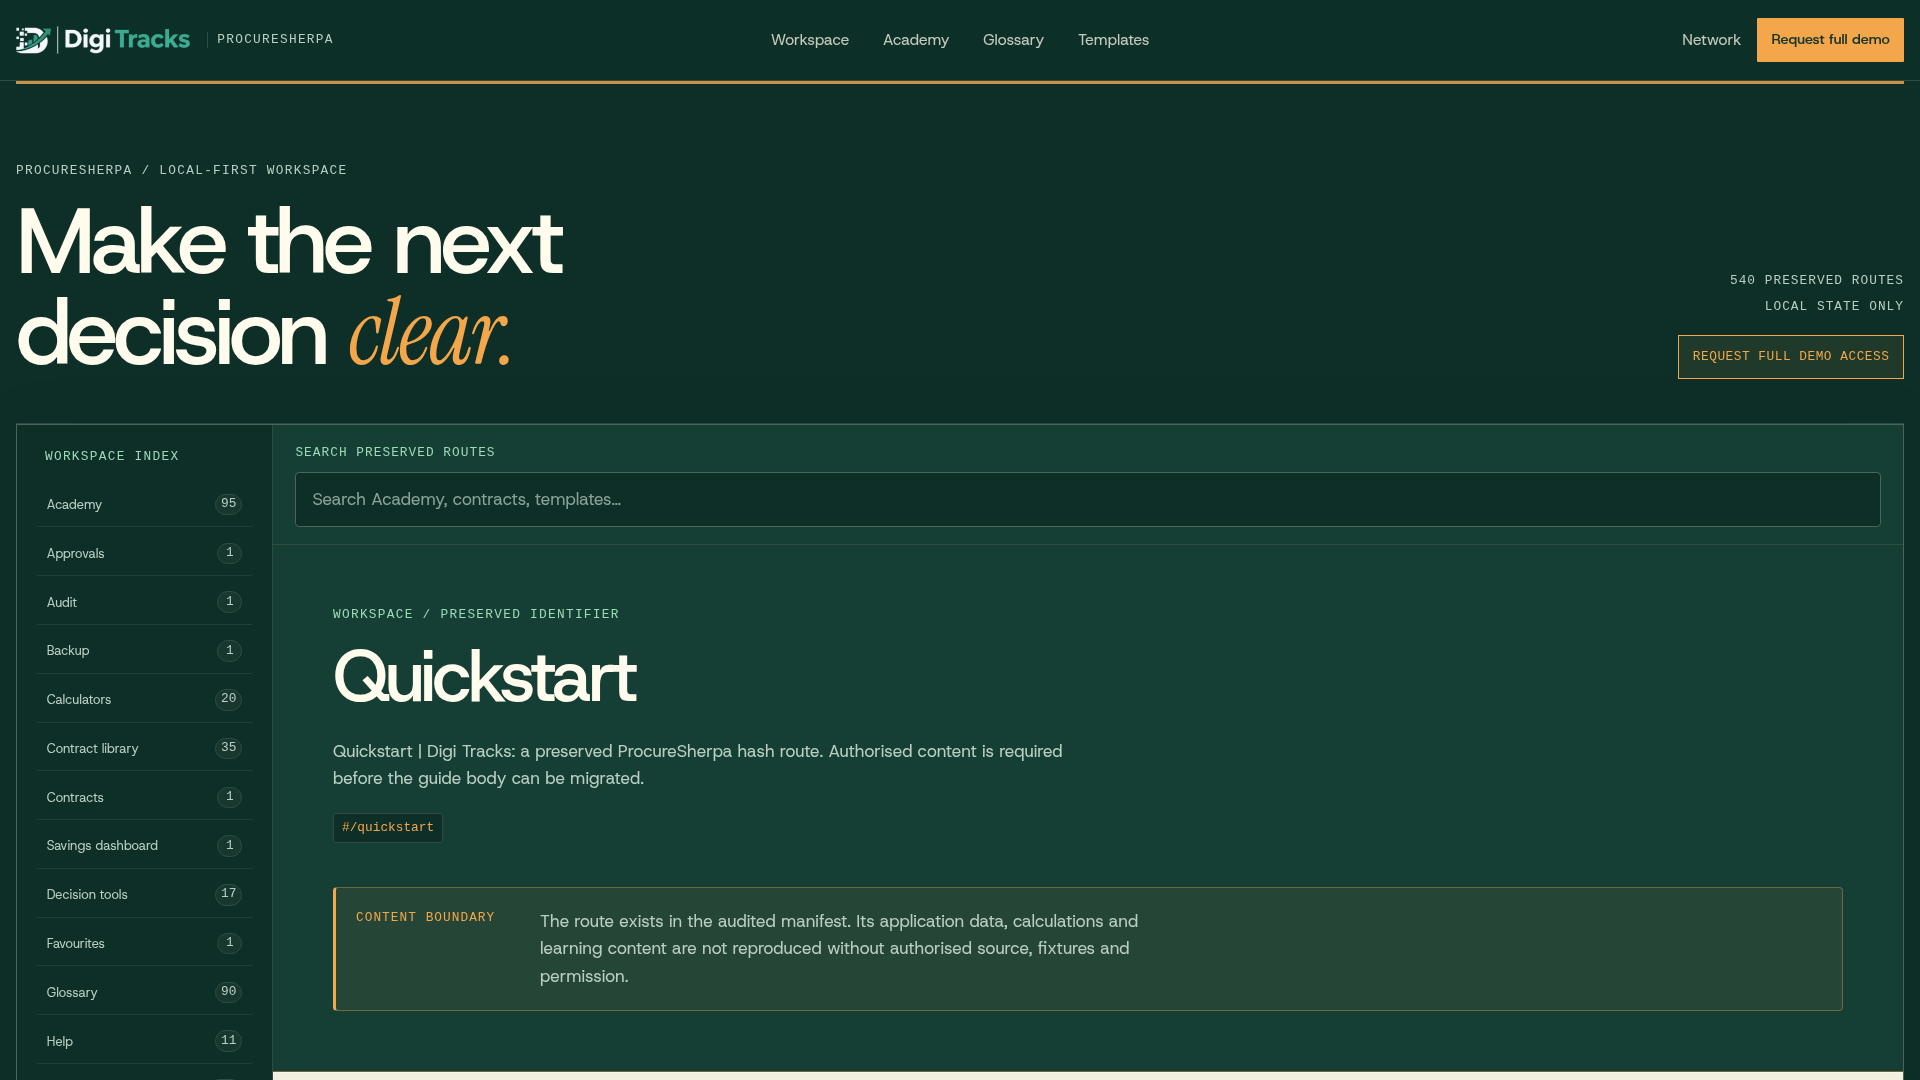 Digi Tracks
PROCURESHERPA
Workspace
Academy
Glossary
Templates
Network
Request full demo
PROCURESHERPA / LOCAL-FIRST WORKSPACE
Make the next
decision clear.
540 PRESERVED ROUTES
LOCAL STATE ONLY
REQUEST FULL DEMO ACCESS
WORKSPACE INDEX
Academy 95
Approvals 1
Audit 1
Backup 1
Calculators 20
Contract library 35
Contracts 1
Savings dashboard 1
Decision tools 17
Favourites 1
Glossary 90
Help 11
SEARCH PRESERVED ROUTES
Search Academy, contracts, templates...
WORKSPACE / PRESERVED IDENTIFIER
Quickstart
Quickstart | Digi Tracks: a preserved ProcureSherpa hash route. Authorised content is required
before the guide body can be migrated.
#/quickstart
CONTENT BOUNDARY
The route exists in the audited manifest. Its application data, calculations and
learning content are not reproduced without authorised source, fixtures and
permission.